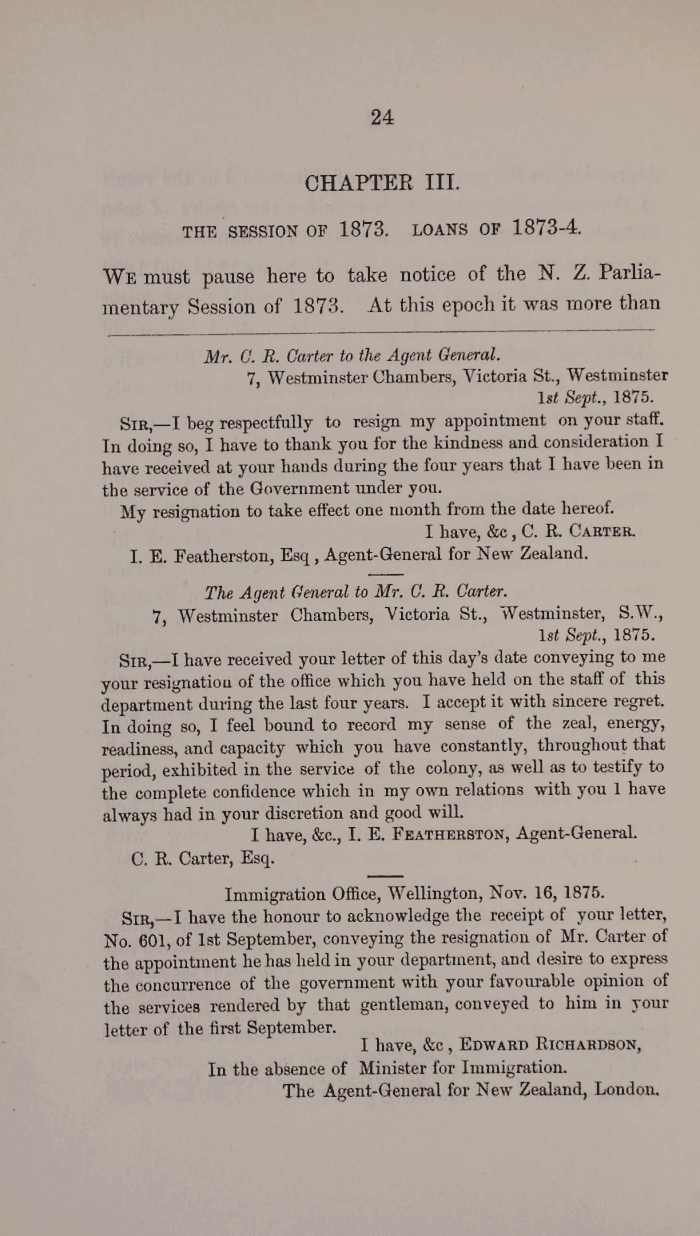 24
CHAPTER III.
THE SESSION OF 1873. LOANS OF 1873-4.
WE must pause here to take notice of the N. Z. Parlia-
mentary Session of 1873. At this epoch it was more than
Mr. C. R. Carter to the Agent General.
7, Westminster Chambers, Victoria St., Westminster
1st Sept., 1875.
SIR,—I beg respectfully to resign my appointment on your staff.
In doing so, I have to thank you for the kindness and consideration I
have received at your hands during the four years that I have been in
the service of the Government under you.
My resignation to take effect one month from the date hereof.
I have, &c , C. R. CARTER.
I. E. Featherston, Esq , Agent-General for New Zealand.
The Agent General to Mr. C. R. Carter.
7, Westminster Chambers, Victoria St., Westminster, S.W.,
1st Sept., 1875.
SIR,—I have received your letter of this day's date conveying to me
your resignation of the office which you have held on the staff of this
department during the last four years. I accept it with sincere regret.
In doing so, I feel bound to record my sense of the zeal, energy,
readiness, and capacity which you have constantly, throughout that
period, exhibited in the service of the colony, as well as to testify to
the complete confidence which in my own relations with you I have
always had in your discretion and good will.
I have, &c., I. E. FEATHERSTON, Agent-General.
C. R. Carter, Esq.
Immigration Office, Wellington, Nov. 16, 1875.
SIR,—I have the honour to acknowledge the receipt of your letter,
No. 601, of 1st September, conveying the resignation of Mr. Carter of
the appointment he has held in your department, and desire to express
the concurrence of the government with your favourable opinion of
the services rendered by that gentleman, conveyed to him in your
letter of the first September.
I have, &c , EDWARD RICHARDSON,
In the absence of Minister for Immigration.
The Agent-General for New Zealand, London.